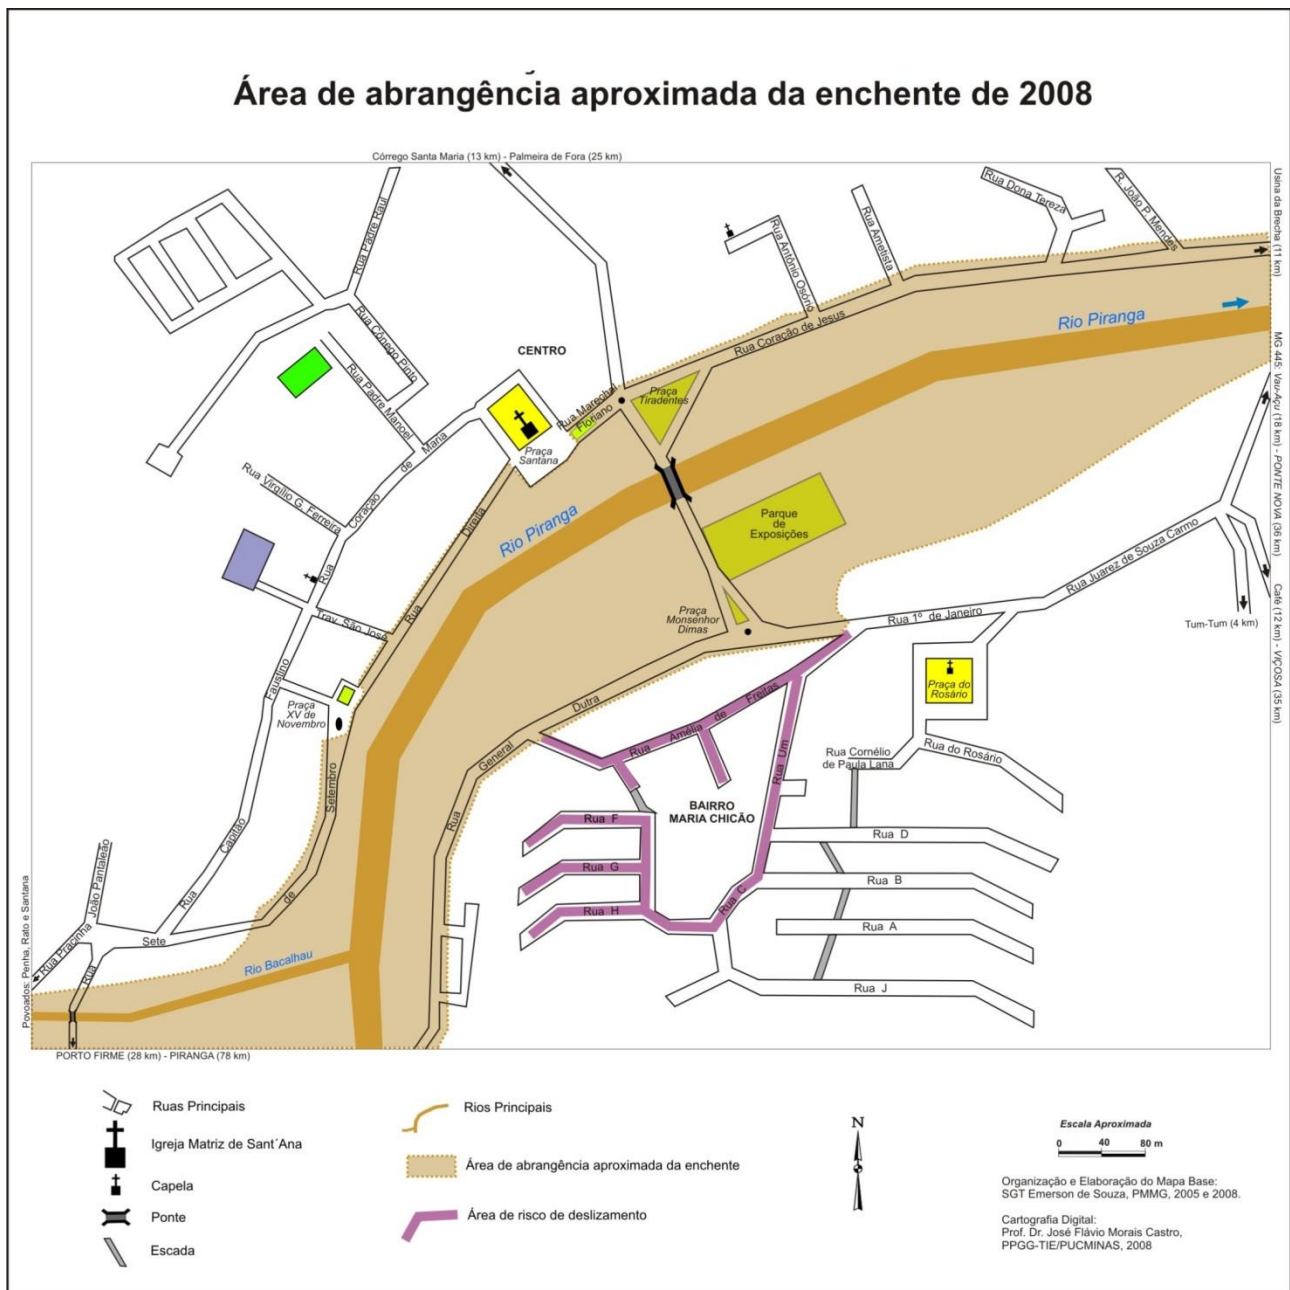 Área de abrangência aproximada da enchente de 2008
Córrego Santa Maria (13 km) - Palmeira de Fora (25 km)
Usina da Brecha (11 km)
MG 445: Vau-Açu (18 km) - PONTE NOVA (36 km)
Café (12 km) - VIÇOSA (35 km)
Rua Padre Raul
Rua Dona Tereza
R. João P. Mendes
Rua Ametista
Rua Antônio Osório
Rua Coração de Jesus
Rio Piranga
Rua Cônego Pinto
Rua Padre Manoel
CENTRO
Rua Marechal
Floriano
Praça
Tiradentes
Praça
Santana
Rua Virgílio G. Ferreira
Rua
Coração
de
Maria
Rua
Direita
Rio Piranga
Parque
de
Exposições
Rua Juarez de Souza Carmo
Trav. São José
Praça
Monsenhor
Dimas
Rua 1º de Janeiro
Tum-Tum (4 km)
Praça do
Rosário
Praça
XV de
Novembro
Rua
Capitão
Faustino
Rua
General
Dutra
Rua Amélia de Freitas
Rua Um
Rua Cornélio
de Paula Lana
Rua do Rosário
BAIRRO
MARIA CHICÃO
Rua F
Rua G
Rua H
Rua C
Rua D
Rua B
Rua A
Rua J
Rua
Sete
de
Setembro
João Pantaleão
Rua Pracinha
Rio Bacalhau
Povoados: Penha, Rato e Santana
PORTO FIRME (28 km) - PIRANGA (78 km)
Ruas Principais
Igreja Matriz de Sant´Ana
Capela
Ponte
Escada
Rios Principais
Área de abrangência aproximada da enchente
Área de risco de deslizamento
N
Escala Aproximada
0 40 80 m
Organização e Elaboração do Mapa Base:
SGT Emerson de Souza, PMMG, 2005 e 2008.
Cartografia Digital:
Prof. Dr. José Flávio Morais Castro,
PPGG-TIE/PUCMINAS, 2008